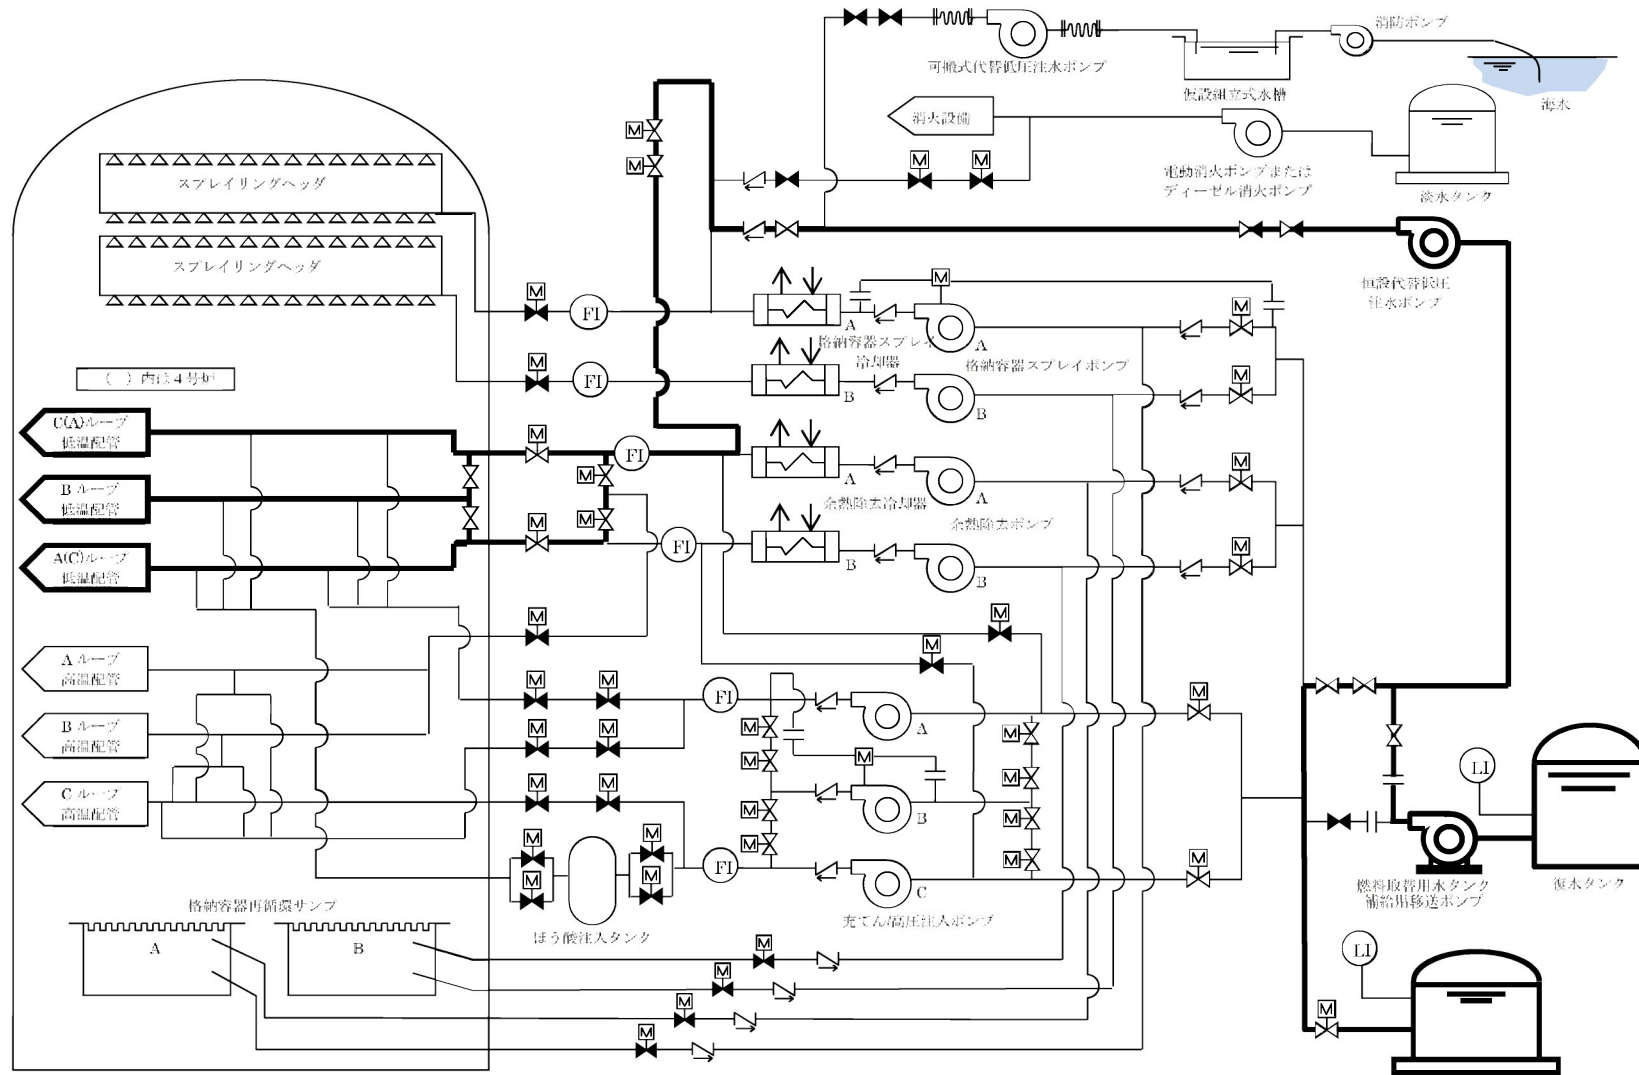 消防ポンプ
可搬式代替低圧注水ポンプ
仮設組立式水槽
海水
消火設備
電動消火ポンプまたは
ディーゼル消火ポンプ
淡水タンク
恒設代替低圧
注水ポンプ
スプレイリングヘッダ
スプレイリングヘッダ
M
M
M
M
M
FI
A
格納容器スプレイ
冷却器
M
A
格納容器スプレイポンプ
M
M
FI
B
B
M
( )内は4号炉
C(A)ループ
低温配管
M
FI
M
A
余熱除去冷却器
A
余熱除去ポンプ
M
Bループ
低温配管
M
A(C)ループ
低温配管
M
FI
B
B
M
M
M
M
Aループ
高温配管
M
M
FI
A
M
M
M
Bループ
高温配管
M
M
M
M
M
B
M
M
M
LI
Cループ
高温配管
M
M
M
M
M
M
M
M
M
FI
C
M
充てん/高圧注入ポンプ
燃料取替用水タンク
補給用移送ポンプ
復水タンク
ほう酸注入タンク
格納容器再循環サンプ
A
B
M
M
M
M
LI
M